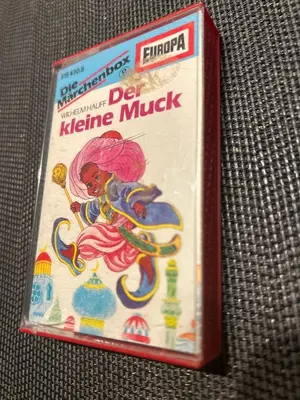 Die
Märchenbox
EUROPA
WILHELM HAUFF
Der
kleine Muck